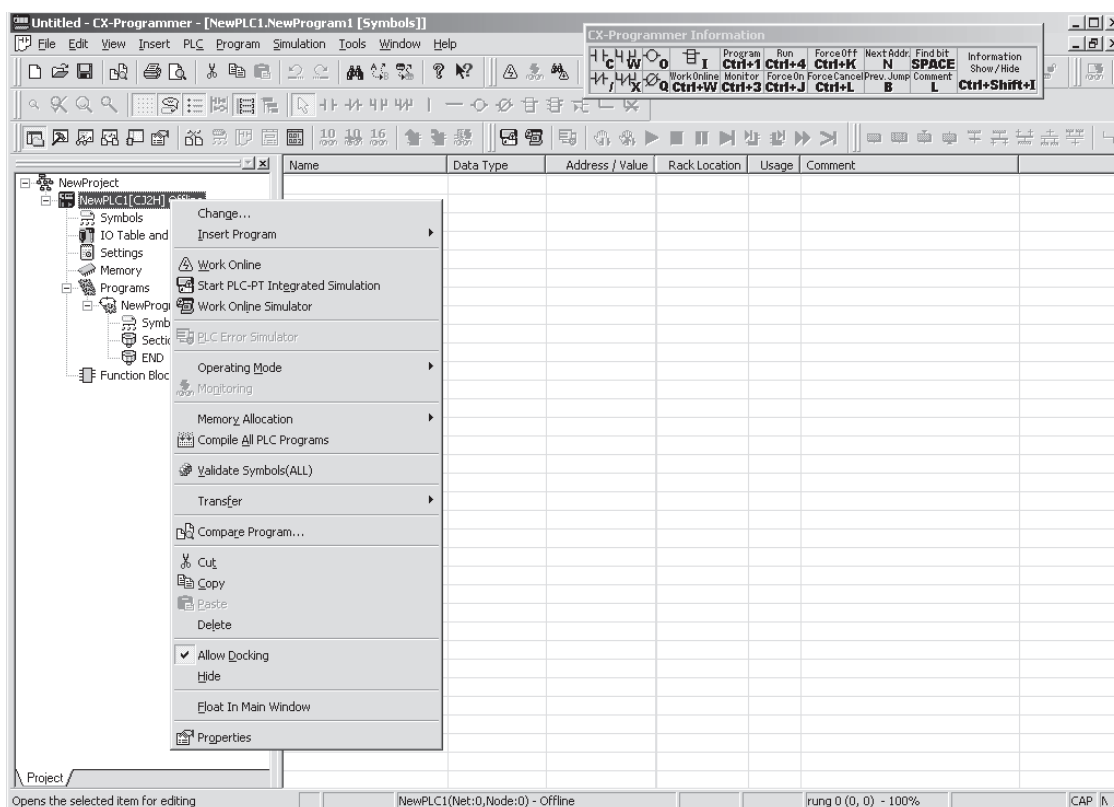 Untitled - CX-Programmer - [NewPLC1.NewProgram1 [Symbols]]
File Edit View Insert PLC Program Simulation Tools Window Help
CX-Programmer Information
C W O I Program Ctrl+1 Run Ctrl+4 Force Off Ctrl+K Next Addr. N Find bit SPACE Information Show/Hide Ctrl+Shift+I
/ X Q Work Online Ctrl+W Monitor Ctrl+3 Force On Ctrl+J Force Cancel Ctrl+L Prev. Jump B Comment L
10 10 16
Name Data Type Address / Value Rack Location Usage Comment
NewProject
NewPLC1[CJ2H] Offline
Symbols
IO Table and
Settings
Memory
Programs
NewProgr
Symb
Sectio
END
Function Bloc
Change...
Insert Program
Work Online
Start PLC-PT Integrated Simulation
Work Online Simulator
PLC Error Simulator
Operating Mode
Monitoring
Memory Allocation
Compile All PLC Programs
Validate Symbols(ALL)
Transfer
Compare Program...
Cut
Copy
Paste
Delete
Allow Docking
Hide
Float In Main Window
Properties
Project
Opens the selected item for editing NewPLC1(Net:0,Node:0) - Offline rung 0 (0, 0) - 100% CAP